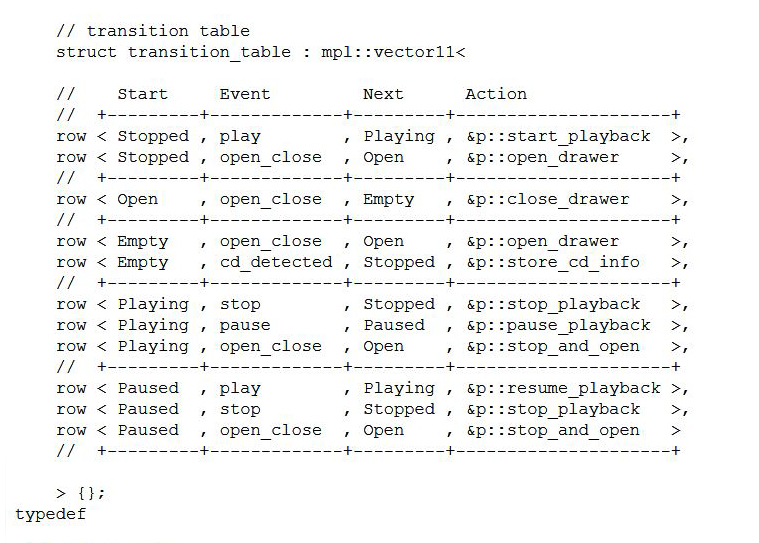 // transition table
struct transition_table : mpl::vector11<
//    Start     Event         Next      Action
//  +---------+-------------+---------+---------------------+
row < Stopped , play        , Playing , &p::start_playback  >,
row < Stopped , open_close  , Open    , &p::open_drawer     >,
//  +---------+-------------+---------+---------------------+
row < Open    , open_close  , Empty   , &p::close_drawer    >,
//  +---------+-------------+---------+---------------------+
row < Empty   , open_close  , Open    , &p::open_drawer     >,
row < Empty   , cd_detected , Stopped , &p::store_cd_info   >,
//  +---------+-------------+---------+---------------------+
row < Playing , stop        , Stopped , &p::stop_playback   >,
row < Playing , pause       , Paused  , &p::pause_playback  >,
row < Playing , open_close  , Open    , &p::stop_and_open   >,
//  +---------+-------------+---------+---------------------+
row < Paused  , play        , Playing , &p::resume_playback >,
row < Paused  , stop        , Stopped , &p::stop_playback   >,
row < Paused  , open_close  , Open    , &p::stop_and_open   >
//  +---------+-------------+---------+---------------------+
> {};
typedef